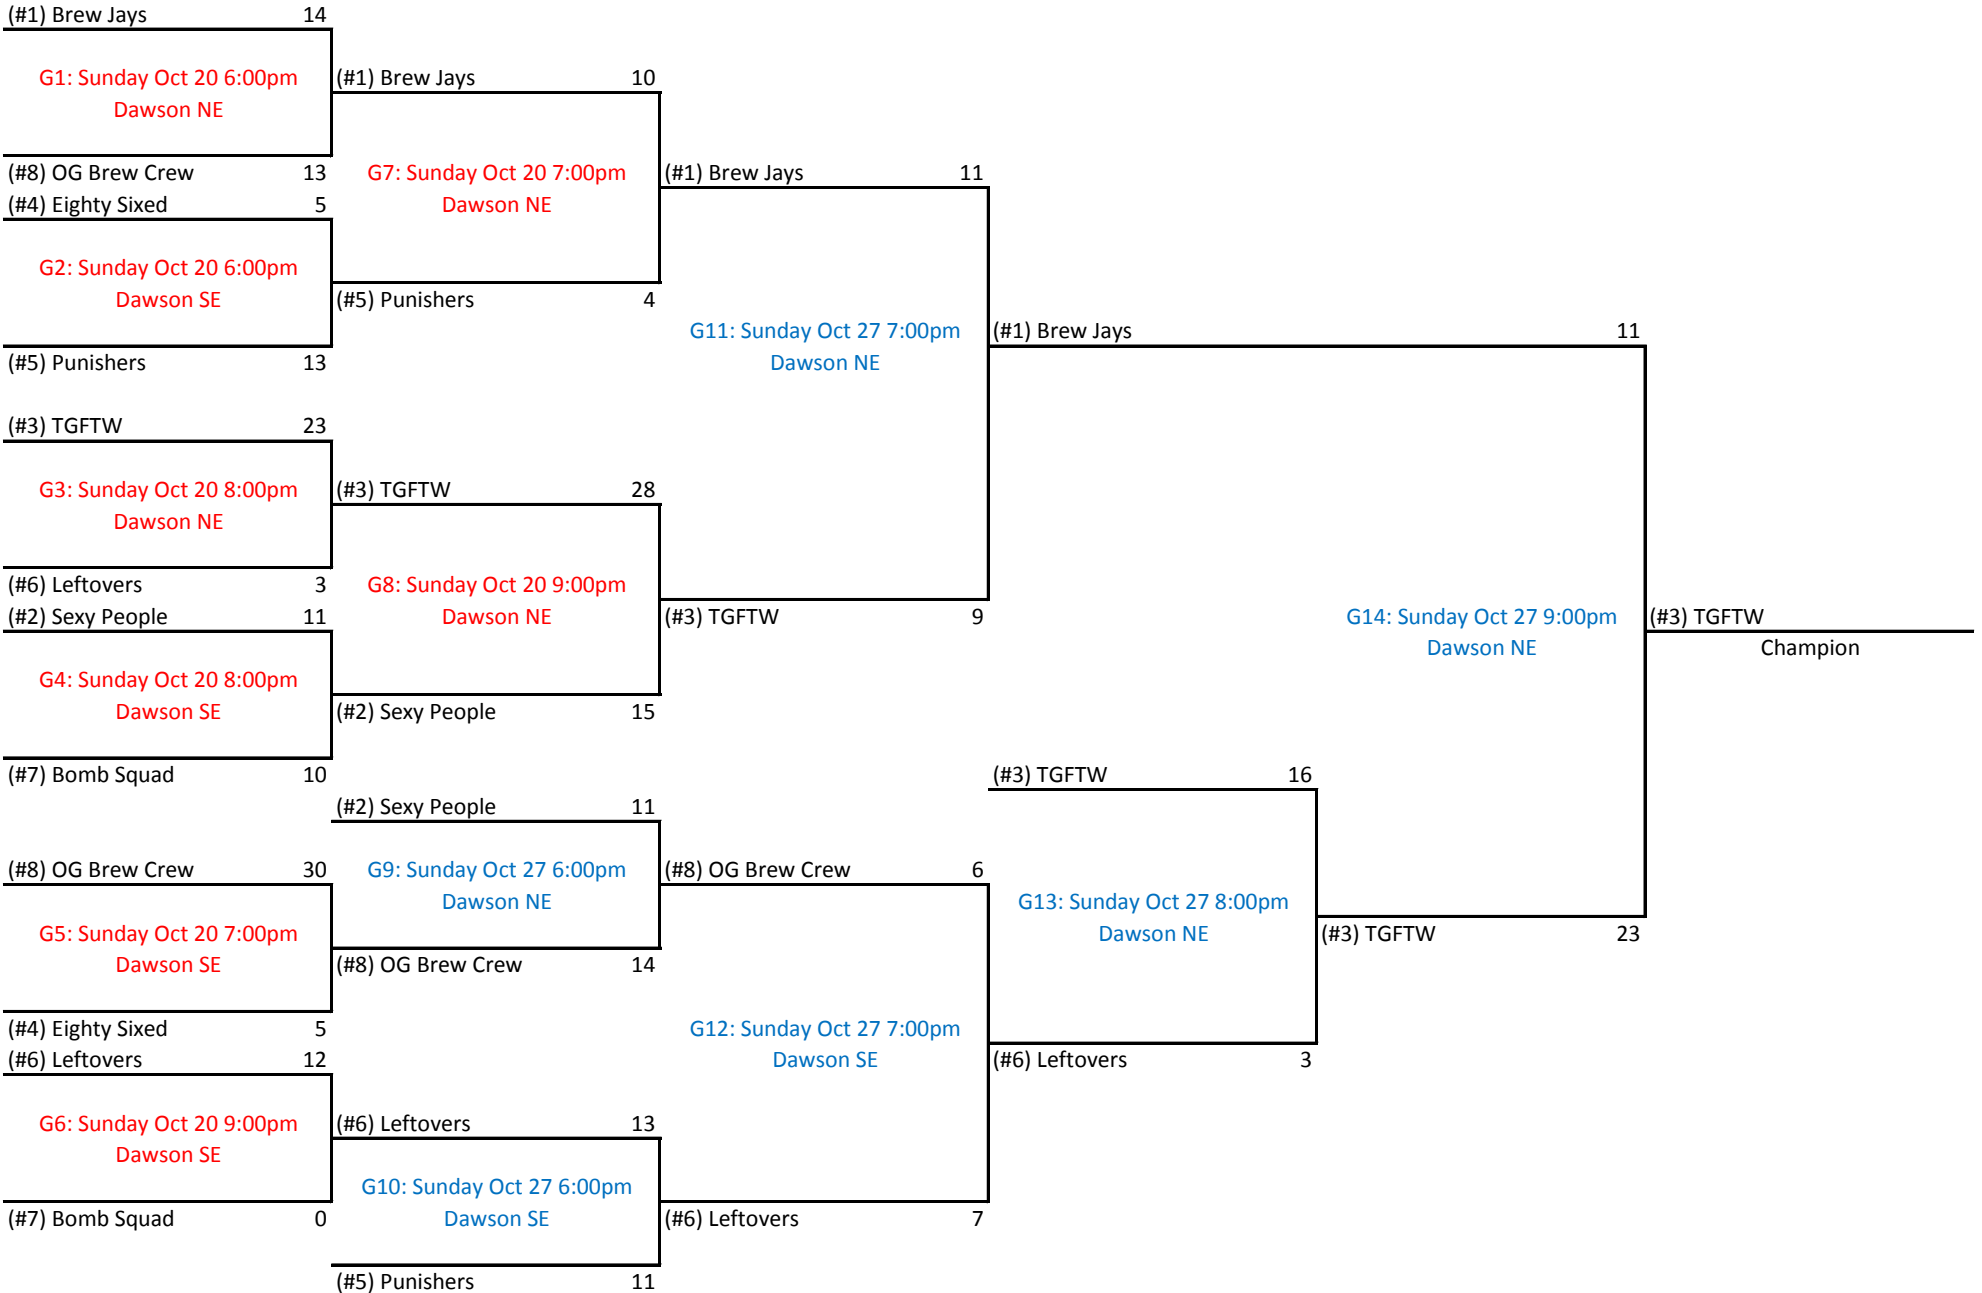 (#1) Brew Jays 14
G1: Sunday Oct 20 6:00pm
Dawson NE
(#8) OG Brew Crew 13
(#4) Eighty Sixed 5
G2: Sunday Oct 20 6:00pm
Dawson SE
(#5) Punishers 13
(#3) TGFTW 23
G3: Sunday Oct 20 8:00pm
Dawson NE
(#6) Leftovers 3
(#2) Sexy People 11
G4: Sunday Oct 20 8:00pm
Dawson SE
(#7) Bomb Squad 10
(#8) OG Brew Crew 30
G5: Sunday Oct 20 7:00pm
Dawson SE
(#4) Eighty Sixed 5
(#6) Leftovers 12
G6: Sunday Oct 20 9:00pm
Dawson SE
(#7) Bomb Squad 0
(#1) Brew Jays 10
G7: Sunday Oct 20 7:00pm
Dawson NE
(#5) Punishers 4
(#3) TGFTW 28
G8: Sunday Oct 20 9:00pm
Dawson NE
(#2) Sexy People 15
(#2) Sexy People 11
G9: Sunday Oct 27 6:00pm
Dawson NE
(#8) OG Brew Crew 14
(#6) Leftovers 13
G10: Sunday Oct 27 6:00pm
Dawson SE
(#5) Punishers 11
(#1) Brew Jays 11
G11: Sunday Oct 27 7:00pm
Dawson NE
(#3) TGFTW 9
(#8) OG Brew Crew 6
G12: Sunday Oct 27 7:00pm
Dawson SE
(#6) Leftovers 7
(#3) TGFTW 16
G13: Sunday Oct 27 8:00pm
Dawson NE
(#6) Leftovers 3
(#1) Brew Jays 11
G14: Sunday Oct 27 9:00pm
Dawson NE
(#3) TGFTW 23
(#3) TGFTW
Champion